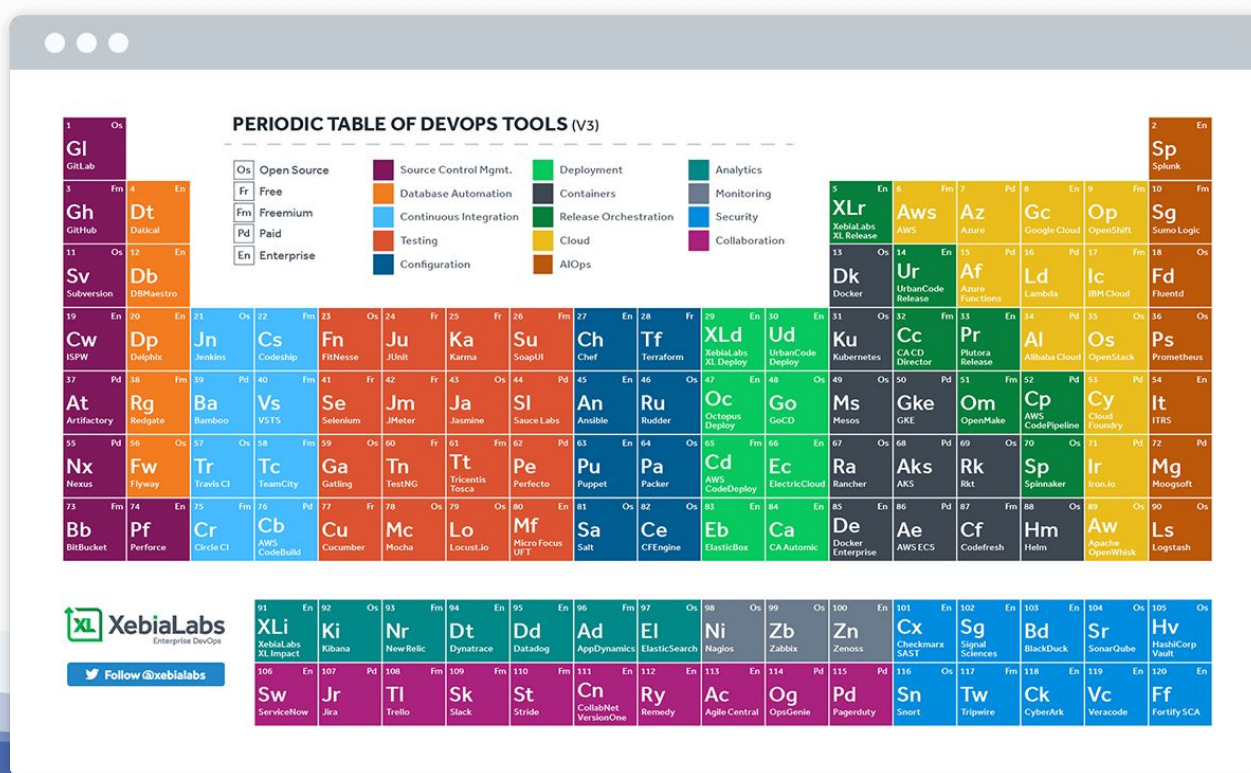 PERIODIC TABLE OF DEVOPS TOOLS (V3)
Os Open Source
Fr Free
Fm Freemium
Pd Paid
En Enterprise
Source Control Mgmt.
Database Automation
Continuous Integration
Testing
Configuration
Deployment
Containers
Release Orchestration
Cloud
AIOps
Analytics
Monitoring
Security
Collaboration
1 Os
Gl
GitLab
2 En
Sp
Splunk
3 Fm 4 En 5 En 6 Fm 7 Pd 8 En 9 Fm 10 Fm
Gh Dt XLr Aws Az Gc Op Sg
GitHub Datical XebiaLabs XL Release AWS Azure Google Cloud OpenShift Sumo Logic
11 Os 12 En 13 Os 14 En 15 Pd 16 Pd 17 Fm 18 Os
Sv Db Dk Ur Af Ld Ic Fd
Subversion DBMaestro Docker UrbanCode Release Azure Functions Lambda IBM Cloud Fluentd
19 En 20 En 21 Os 22 Fm 23 Os 24 Fr 25 Fr 26 Fm 27 En 28 Fr 29 En 30 En 31 Os 32 Fm 33 En 34 Pd 35 Os 36 Os
Cw Dp Jn Cs Fn Ju Ka Su Ch Tf XLd Ud Ku Cc Pr Al Os Ps
ISPW Delphix Jenkins Codeship FitNesse JUnit Karma SoapUI Chef Terraform XebiaLabs XL Deploy UrbanCode Deploy Kubernetes CA CD Director Plutora Release Alibaba Cloud OpenStack Prometheus
37 Pd 38 Fm 39 Pd 40 Fm 41 Fr 42 Fr 43 Os 44 Pd 45 En 46 Os 47 En 48 Os 49 Os 50 Pd 51 Fm 52 Pd 53 Pd 54 En
At Rg Ba Vs Se Jm Ja Sl An Ru Oc Go Ms Gke Om Cp Cy It
Artifactory Redgate Bamboo VSTS Selenium JMeter Jasmine Sauce Labs Ansible Rudder Octopus Deploy GoCD Mesos GKE OpenMake AWS CodePipeline Cloud Foundry ITRS
55 Pd 56 Os 57 Os 58 Fm 59 Os 60 Fr 61 Fm 62 Pd 63 En 64 Os 65 Fm 66 En 67 Os 68 Pd 69 Os 70 Os 71 Pd 72 Pd
Nx Fw Tr Tc Ga Tn Tt Pe Pu Pa Cd Ec Ra Aks Rk Sp Ir Mg
Nexus Flyway Travis CI TeamCity Gatling TestNG Tricentis Tosca Perfecto Puppet Packer AWS CodeDeploy ElectricCloud Rancher AKS Rkt Spinnaker Iron.io Moogsoft
73 Fm 74 En 75 Fm 76 Pd 77 Fr 78 Os 79 Os 80 En 81 Os 82 Os 83 En 84 En 85 En 86 Pd 87 Fm 88 Os 89 Os 90 Os
Bb Pf Cr Cb Cu Mc Lo Mf Sa Ce Eb Ca De Ae Cf Hm Aw Ls
BitBucket Perforce Circle CI AWS CodeBuild Cucumber Mocha Locust.io Micro Focus UFT Salt CFEngine ElasticBox CA Automic Docker Enterprise AWS ECS Codefresh Helm Apache OpenWhisk Logstash
XL XebiaLabs
Enterprise DevOps
Follow @xebialabs
91 En 92 Os 93 Fm 94 En 95 En 96 Fm 97 Os 98 Os 99 Os 100 En 101 En 102 En 103 En 104 Os 105 Os
XLi Ki Nr Dt Dd Ad El Ni Zb Zn Cx Sg Bd Sr Hv
XebiaLabs XL Impact Kibana New Relic Dynatrace Datadog AppDynamics ElasticSearch Nagios Zabbix Zenoss Checkmarx SAST Signal Sciences BlackDuck SonarQube HashiCorp Vault
106 En 107 Pd 108 Fm 109 Fm 110 Fm 111 En 112 En 113 En 114 Pd 115 Pd 116 Os 117 Fm 118 En 119 En 120 En
Sw Jr Tl Sk St Cn Ry Ac Og Pd Sn Tw Ck Vc Ff
ServiceNow Jira Trello Slack Stride CollabNet VersionOne Remedy Agile Central OpsGenie Pagerduty Snort Tripwire CyberArk Veracode Fortify SCA